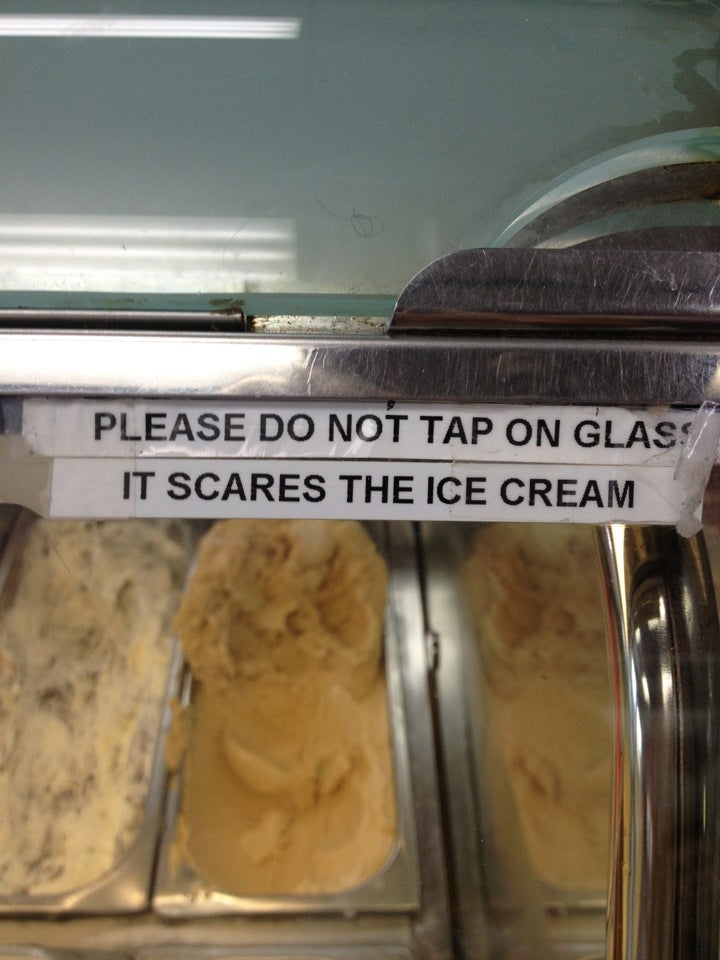 PLEASE DO NOT TAP ON GLASS
IT SCARES THE ICE CREAM